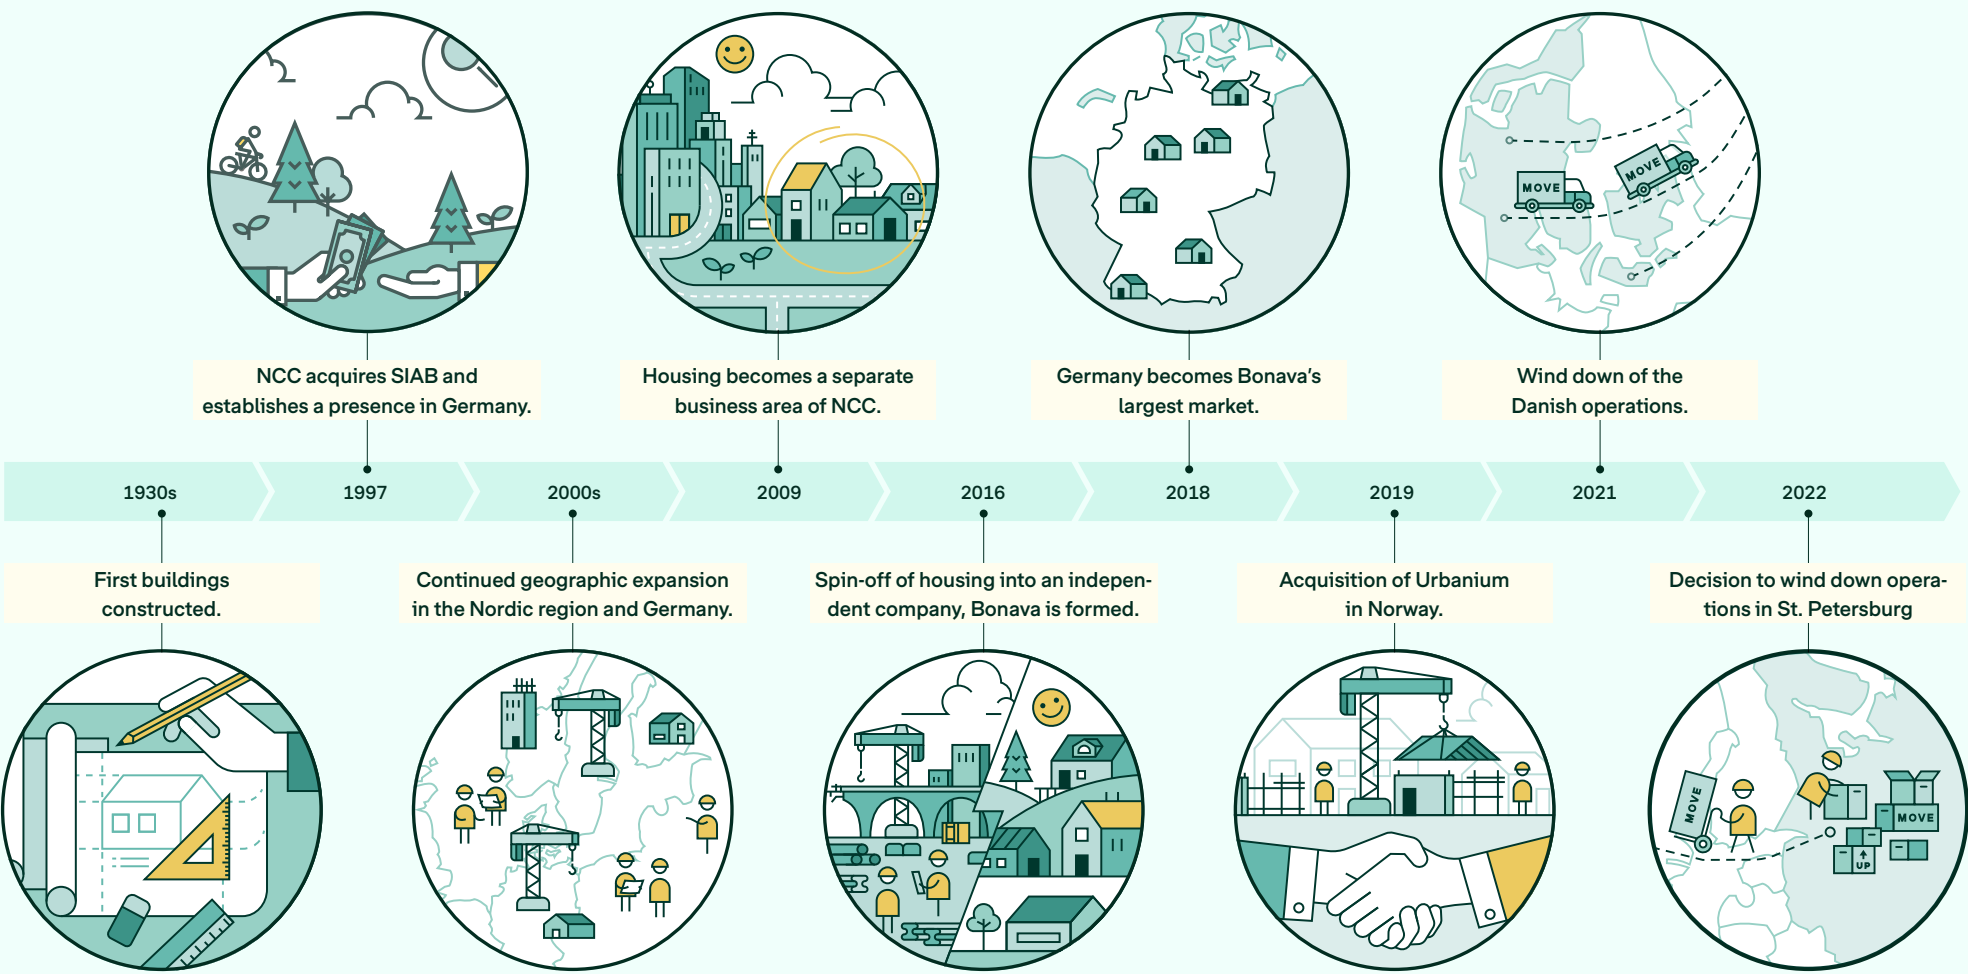 NCC acquires SIAB and
establishes a presence in Germany.
Housing becomes a separate
business area of NCC.
Germany becomes Bonava's
largest market.
MOVE
MOVE
Wind down of the
Danish operations.
1930s
1997
2000s
2009
2016
2018
2019
2021
2022
First buildings
constructed.
Continued geographic expansion
in the Nordic region and Germany.
Spin-off of housing into an indepen-
dent company, Bonava is formed.
Acquisition of Urbanium
in Norway.
Decision to wind down opera-
tions in St. Petersburg
MOVE
MOVE
UP